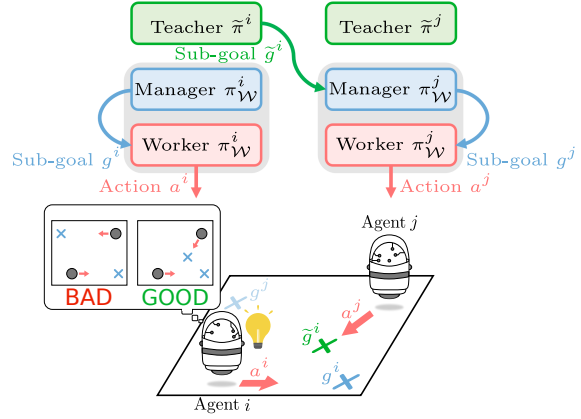 Teacher π̃^i
Teacher π̃^j
Sub-goal g̃^i
Manager π^i_𝒲
Manager π^j_𝒲
Worker π^i_𝒲
Worker π^j_𝒲
Sub-goal g^i
Sub-goal g^j
Action a^i
Action a^j
BAD
GOOD
Agent j
g^j
a^j
g̃^i
a^i
g^i
Agent i